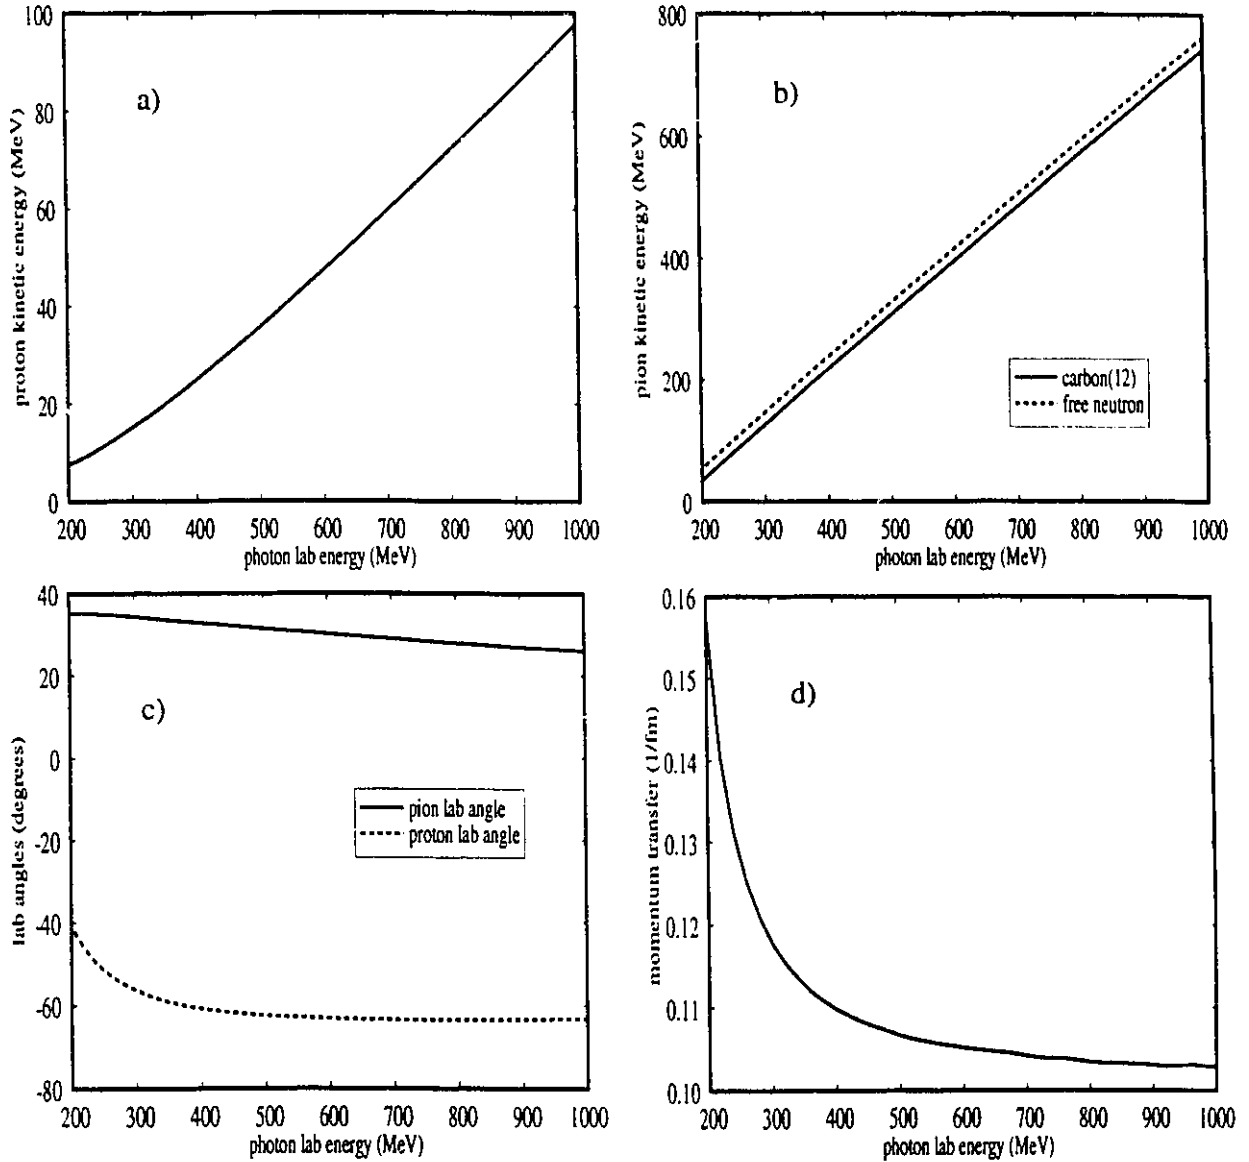 a)
proton kinetic energy (MeV)
100
80
60
40
20
0
200 300 400 500 600 700 800 900 1000
photon lab energy (MeV)
b)
pion kinetic energy (MeV)
800
600
400
200
0
carbon(12)
free neutron
200 300 400 500 600 700 800 900 1000
photon lab energy (MeV)
c)
lab angles (degrees)
40
20
0
-20
-40
-60
-80
pion lab angle
proton lab angle
200 300 400 500 600 700 800 900 1000
photon lab energy (MeV)
d)
momentum transfer (1/fm)
0.16
0.15
0.14
0.13
0.12
0.11
0.10
200 300 400 500 600 700 800 900 1000
photon lab energy (MeV)